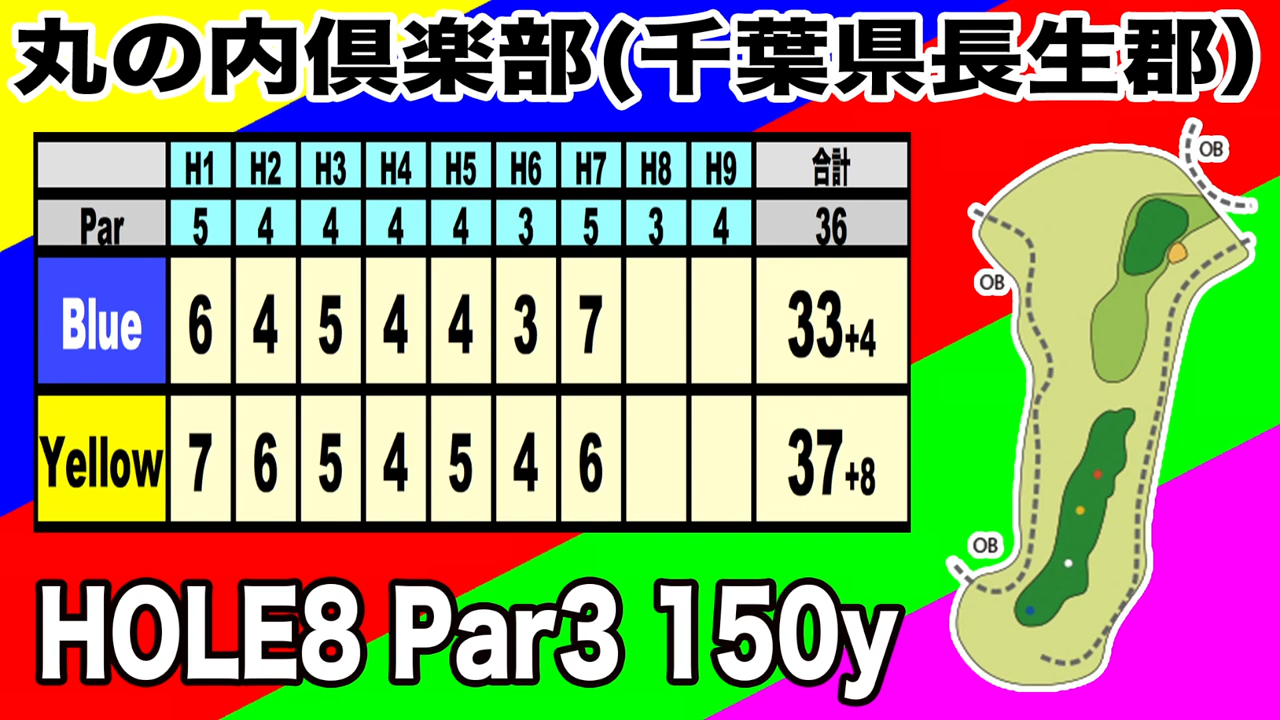 丸の内倶楽部(千葉県長生郡)
H1 H2 H3 H4 H5 H6 H7 H8 H9 合計
Par 5 4 4 4 4 3 5 3 4 36
Blue 6 4 5 4 4 3 7 33+4
Yellow 7 6 5 4 5 4 6 37+8
OB
OB
OB
HOLE8 Par3 150y